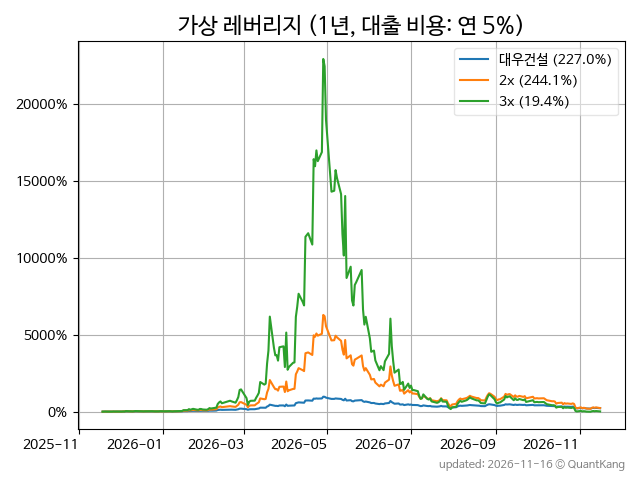 가상 레버리지 (1년, 대출 비용: 연 5%)
대우건설 (227.0%)
2x (244.1%)
3x (19.4%)
20000%
15000%
10000%
5000%
0%
2025-11
2026-01
2026-03
2026-05
2026-07
2026-09
2026-11
updated: 2026-11-16 © QuantKang